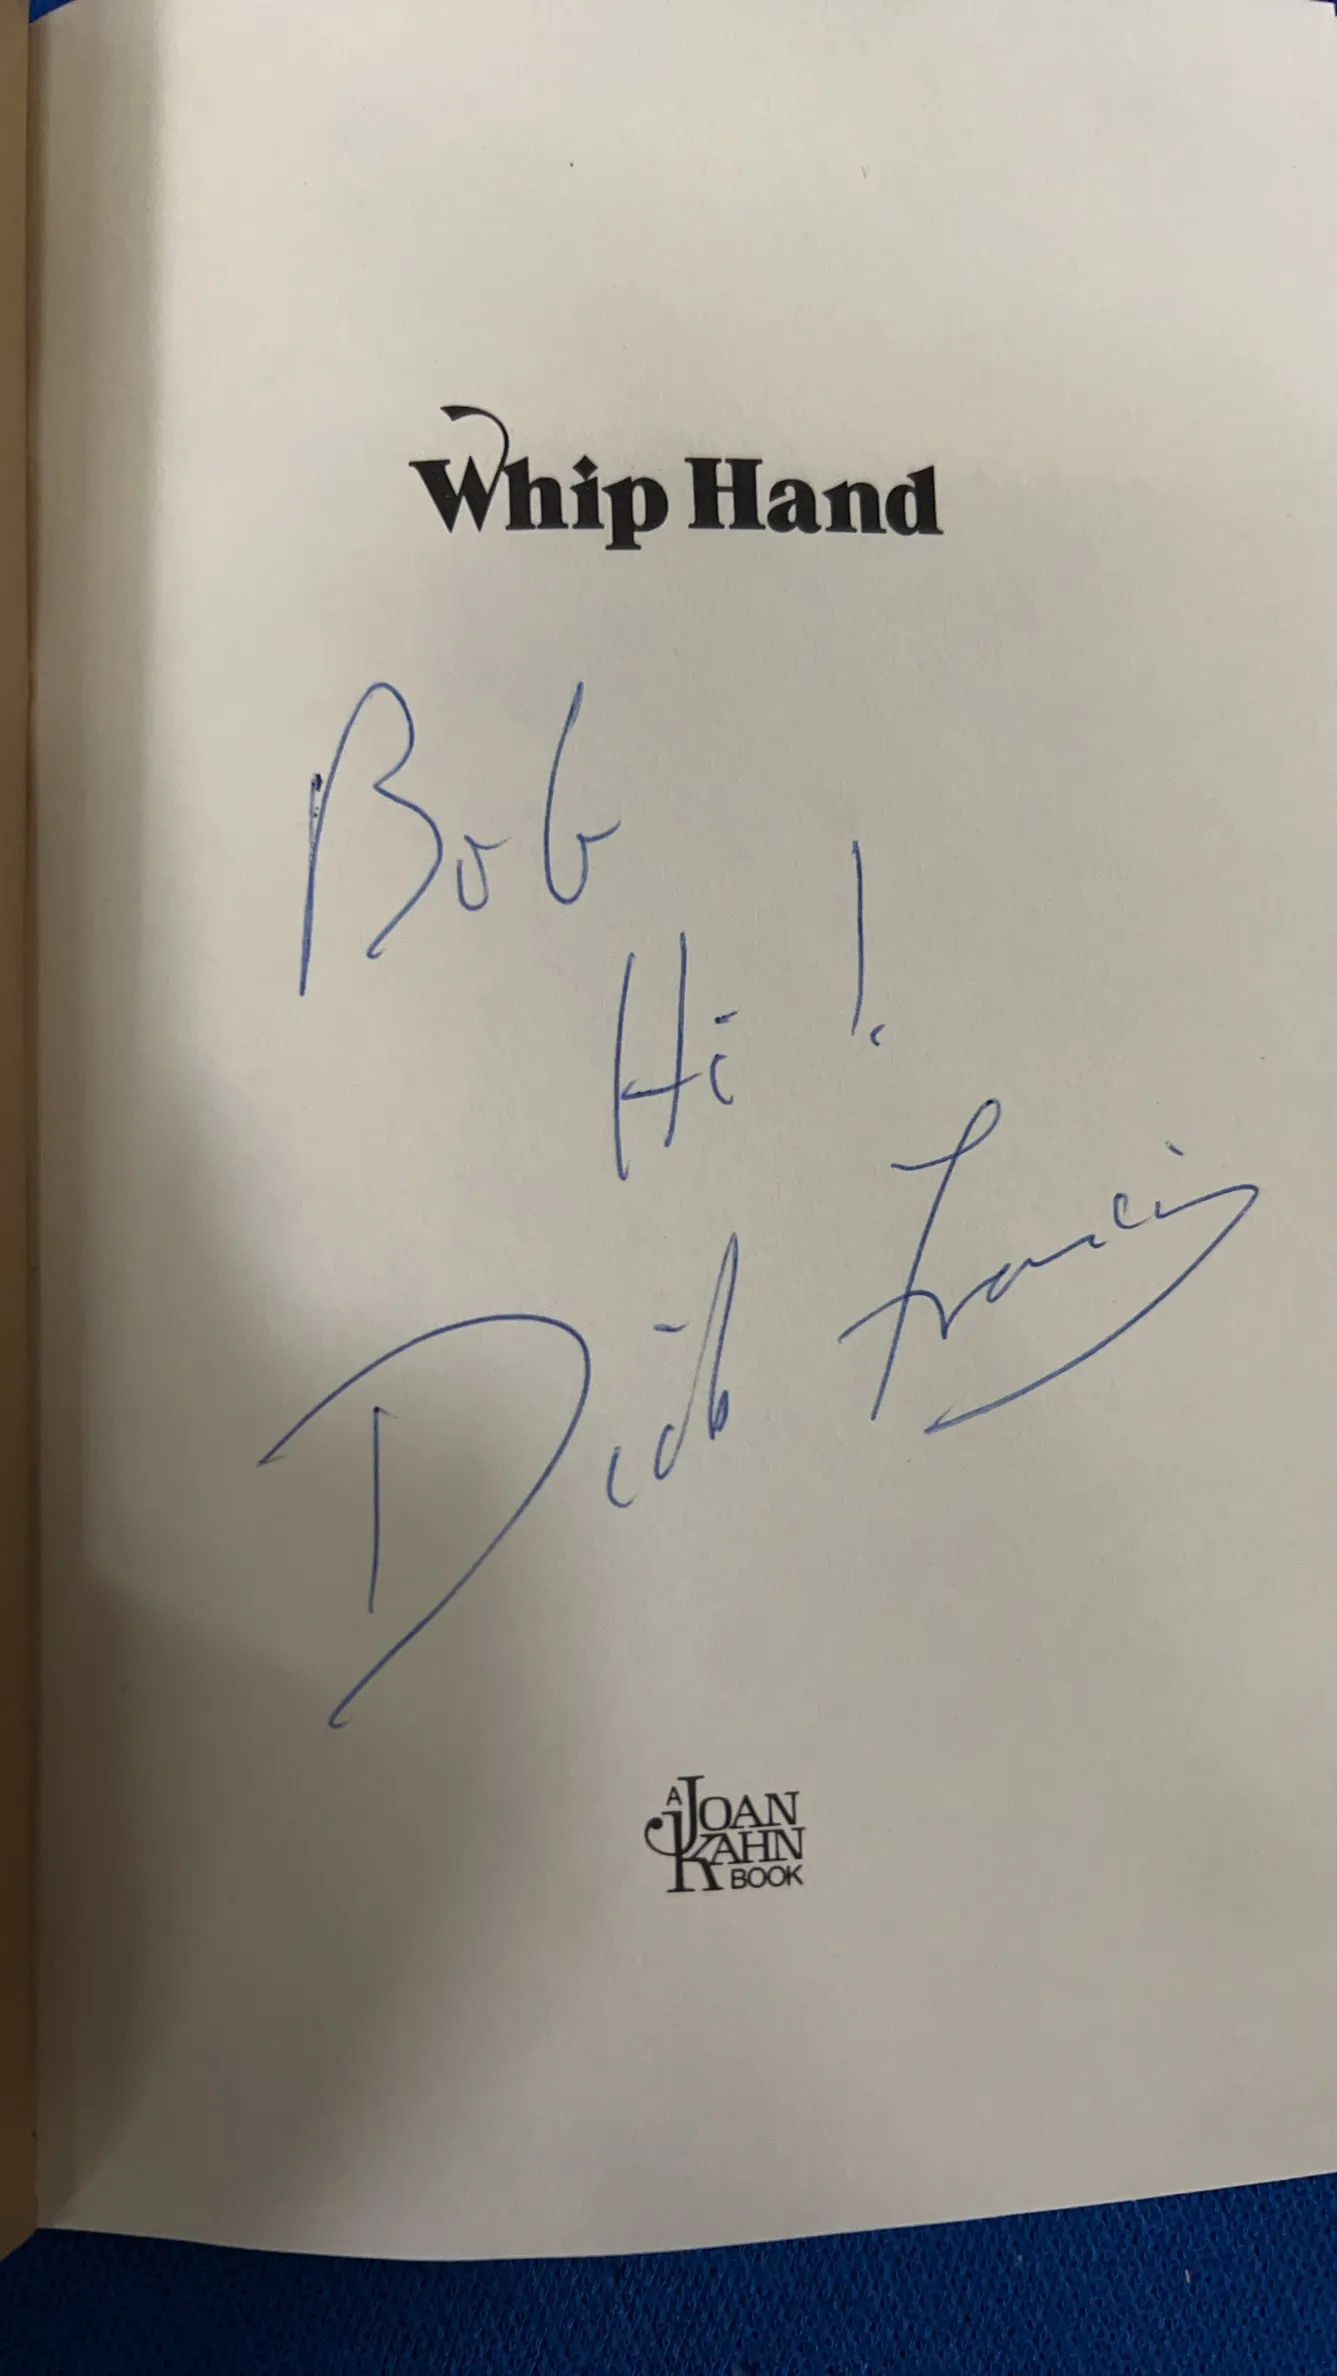 Whip Hand
Bob
Hi!
Dick Francis
A JOAN
KAHN
BOOK